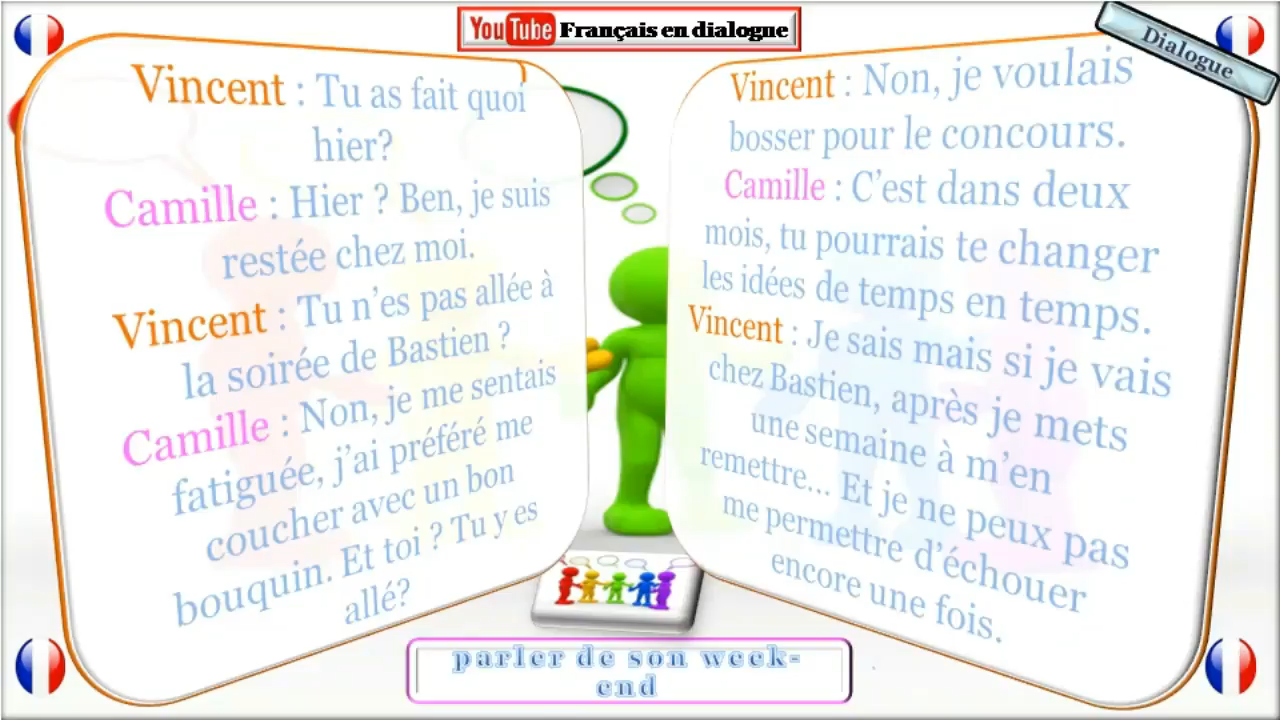 YouTube Français en dialogue
Dialogue
Vincent : Tu as fait quoi
hier?
Camille : Hier ? Ben, je suis
restée chez moi.
Vincent : Tu n’es pas allée à
la soirée de Bastien ?
Camille : Non, je me sentais
fatiguée, j’ai préféré me
coucher avec un bon
bouquin. Et toi ? Tu y es
allé?
Vincent : Non, je voulais
bosser pour le concours.
Camille : C’est dans deux
mois, tu pourrais te changer
les idées de temps en temps.
Vincent : Je sais mais si je vais
chez Bastien, après je mets
une semaine à m’en
remettre... Et je ne peux pas
me permettre d’échouer
encore une fois.
parler de son week-
end